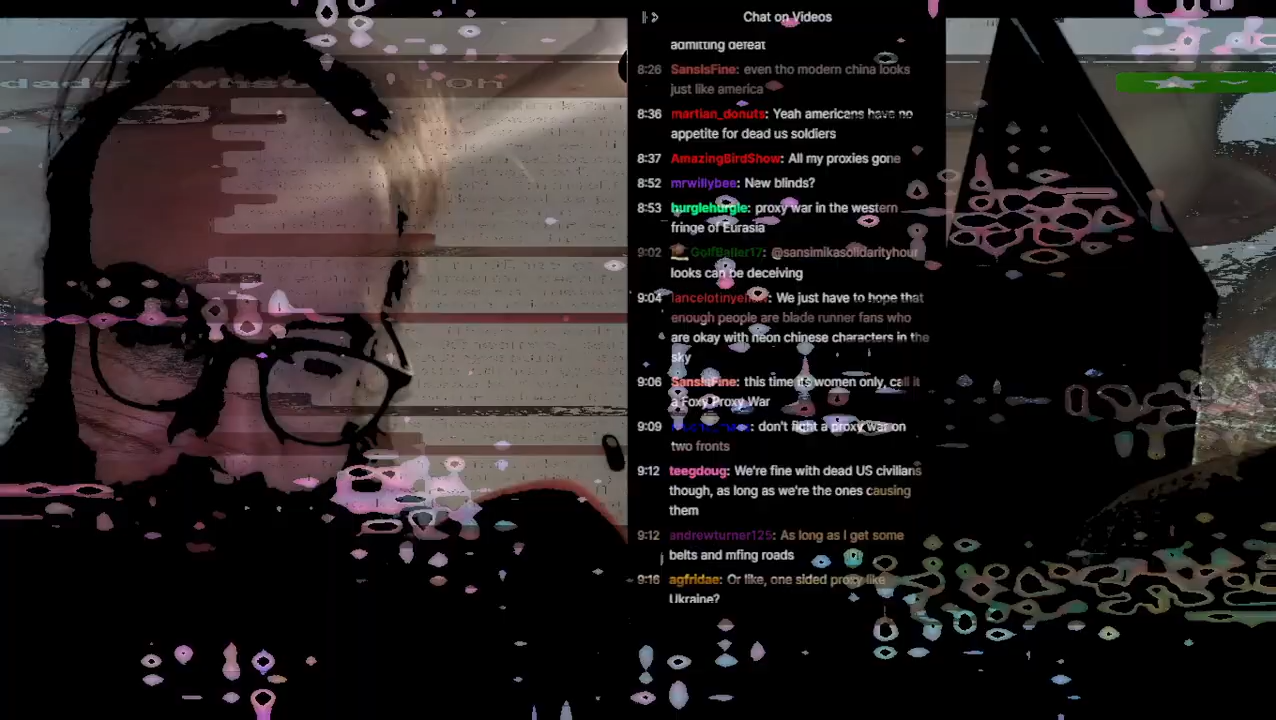 Chat on Videos
admitting defeat
8:26 SansIsFine: even tho modern china looks
just like america
8:36 martian_donuts: Yeah americans have no
appetite for dead us soldiers
8:37 AmazingBirdShow: All my proxies gone
8:52 mrwillybee: New blinds?
8:53 burglehurgle: proxy war in the western
fringe of Eurasia
9:02 GolfBaller17: @sansimikasolidarityhour
looks can be deceiving
9:04 We just have to hope that
enough people are blade runner fans who
are okay with neon chinese characters in the
sky
9:06 SansIsFine: this time it's women only, call it
a Foxy Proxy War
9:09 : don't fight a proxy war on
two fronts
9:12 teegdoug: We're fine with dead US civilians
though, as long as we're the ones causing
them
9:12 andrewturner125: As long as I get some
belts and mfing roads
9:16 agfridae: Or like, one sided proxy like
Ukraine?